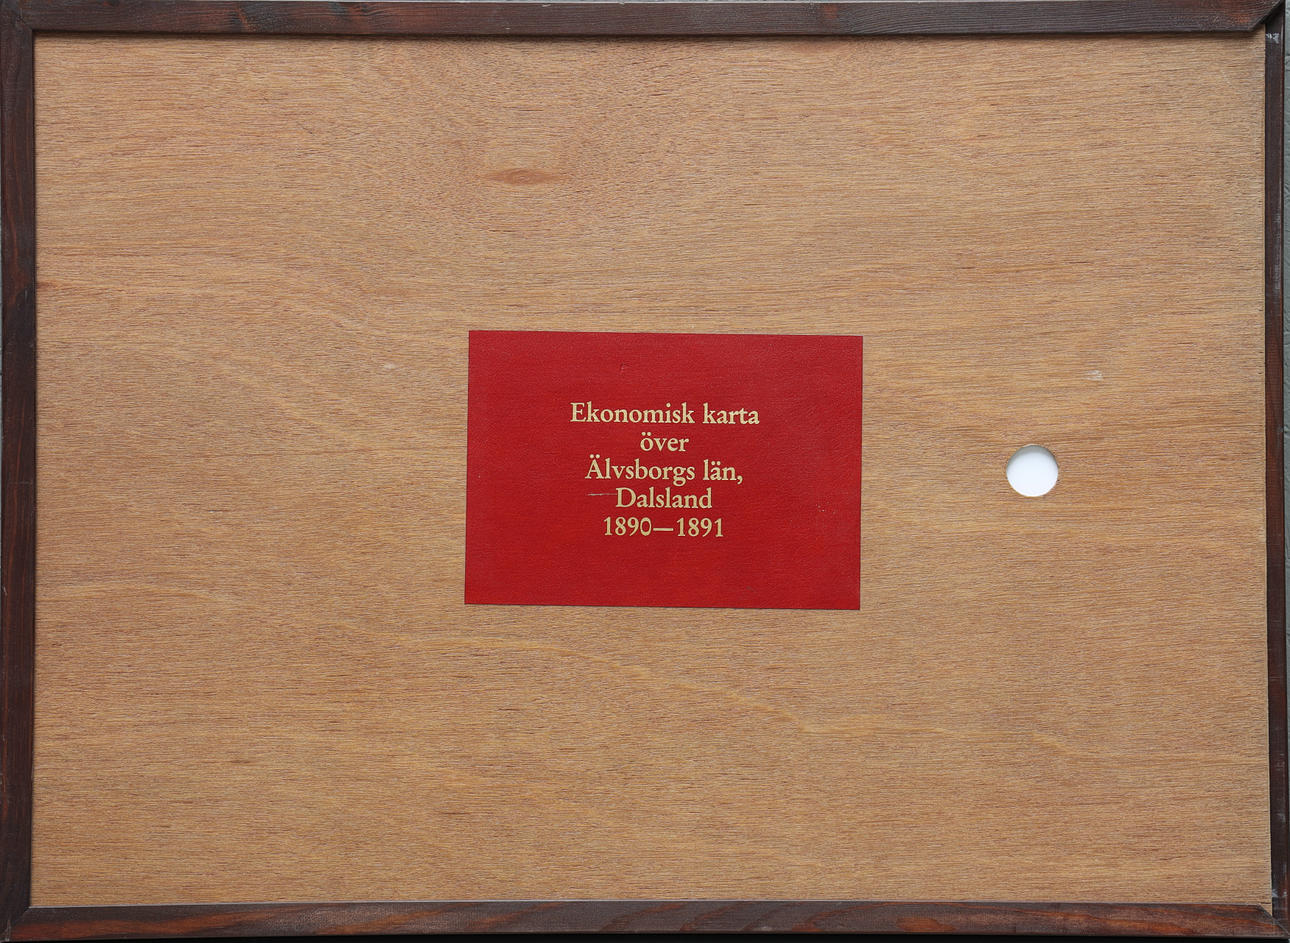 Ekonomisk karta
över
Älvsborgs län,
Dalsland
1890—1891